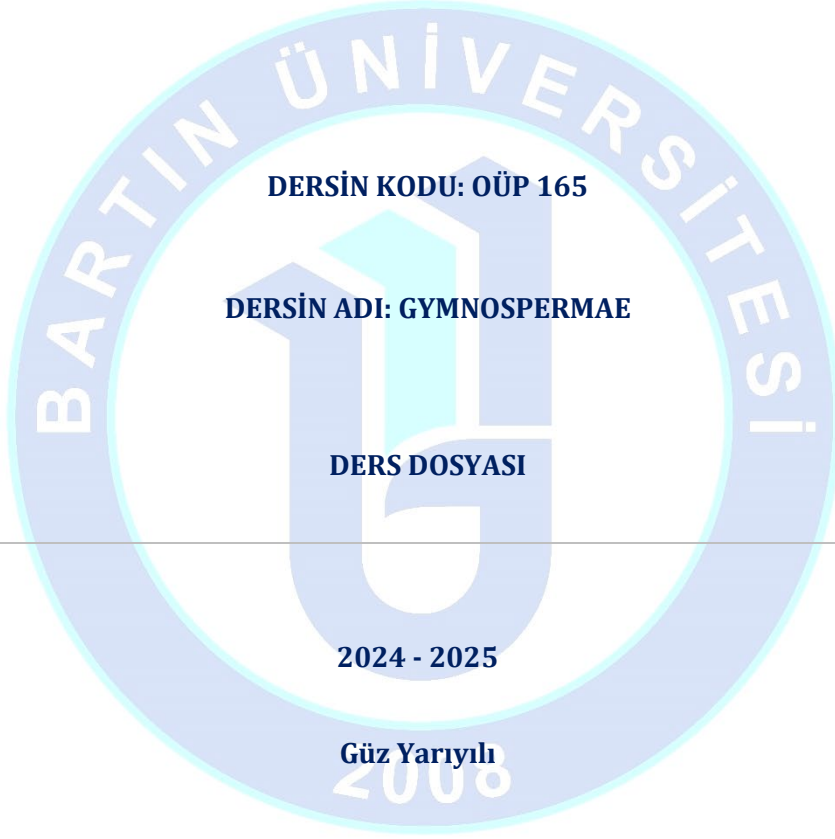 BARTIN ÜNİVERSİTESİ
DERSİN KODU: OÜP 165
DERSİN ADI: GYMNOSPERMAE
DERS DOSYASI
2024 - 2025
Güz Yarıyılı
2008